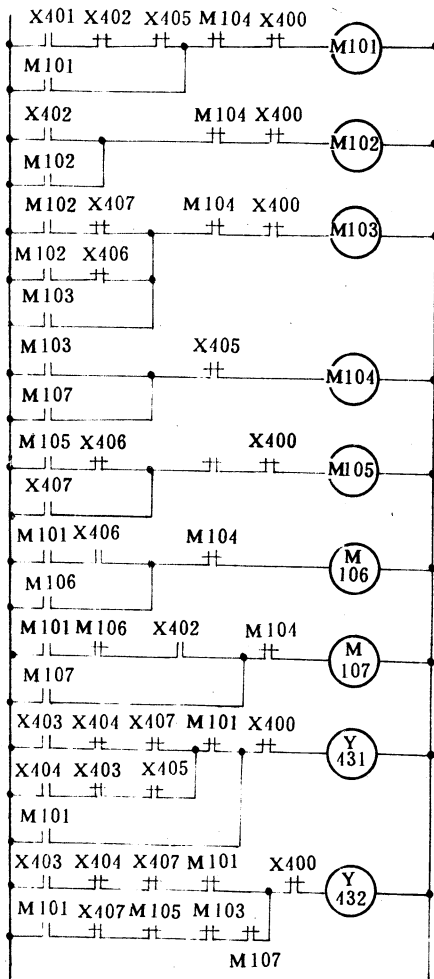 X401 X402 X405 M104 X400
M101
M101
X402 M104 X400
M102
M102
M102 X407 M104 X400
M103
M102 X406
M103
M103 X405
M104
M107
M105 X406 X400
M105
X407
M101 X406 M104
M
106
M106
M101 M106 X402 M104
M
107
M107
X403 X404 X407 M101 X400
Y
431
X404 X403 X405
M101
X403 X404 X407 M101 X400
Y
432
M101 X407 M105 M103
M107